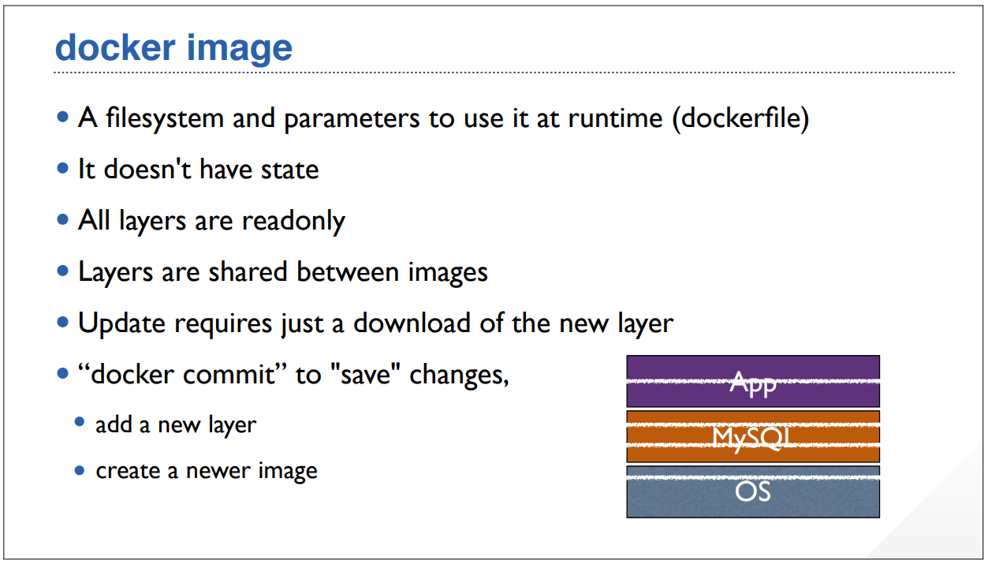 docker image
• A filesystem and parameters to use it at runtime (dockerfile)
• It doesn't have state
• All layers are readonly
• Layers are shared between images
• Update requires just a download of the new layer
• “docker commit” to "save" changes,
• add a new layer
• create a newer image
App
MySQL
OS